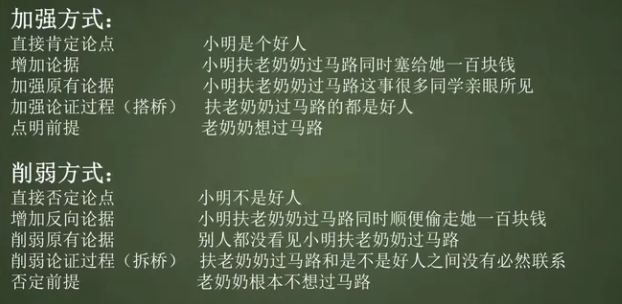 加强方式：
直接肯定论点 小明是个好人
增加论据 小明扶老奶奶过马路同时塞给她一百块钱
加强原有论据 小明扶老奶奶过马路这事很多同学亲眼所见
加强论证过程（搭桥） 扶老奶奶过马路的都是好人
点明前提 老奶奶想过马路
削弱方式：
直接否定论点 小明不是好人
增加反向论据 小明扶老奶奶过马路同时顺便偷走她一百块钱
削弱原有论据 别人都没看见小明扶老奶奶过马路
削弱论证过程（拆桥） 扶老奶奶过马路和是不是好人之间没有必然联系
否定前提 老奶奶根本不想过马路